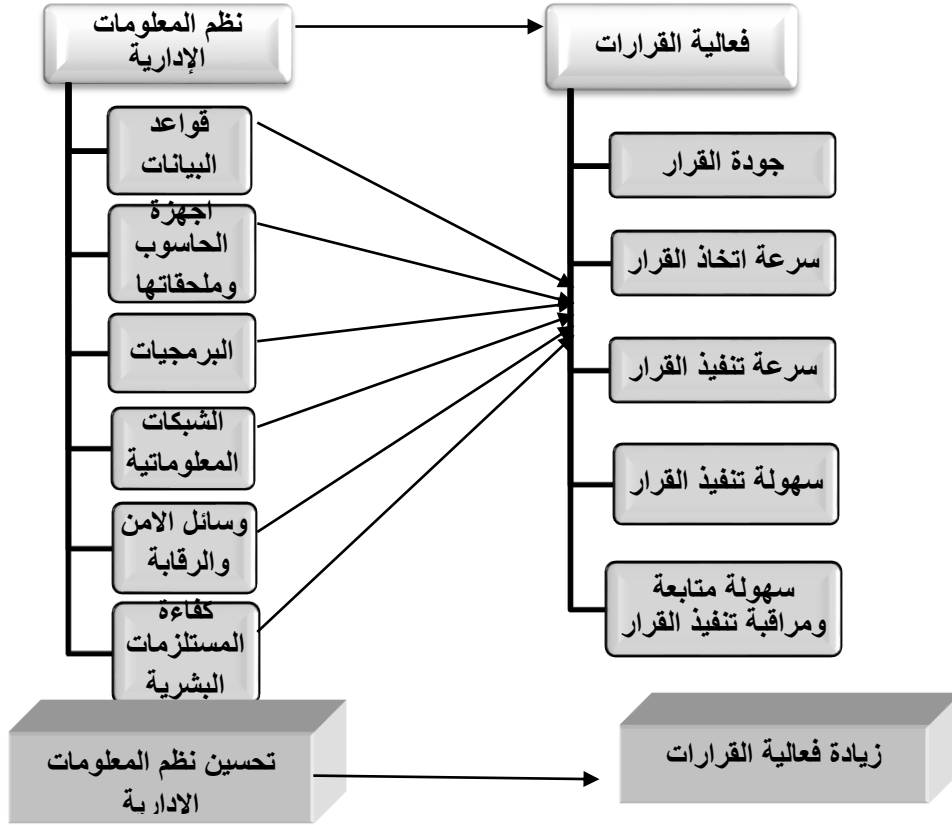 نظم المعلومات
الإدارية
فعالية القرارات
قواعد
البيانات
اجهزة
الحاسوب
وملحقاتها
البرمجيات
الشبكات
المعلوماتية
وسائل الامن
والرقابة
كفاءة
المستلزمات
البشرية
جودة القرار
سرعة اتخاذ القرار
سرعة تنفيذ القرار
سهولة تنفيذ القرار
سهولة متابعة
ومراقبة تنفيذ القرار
تحسين نظم المعلومات
الادارية
زيادة فعالية القرارات